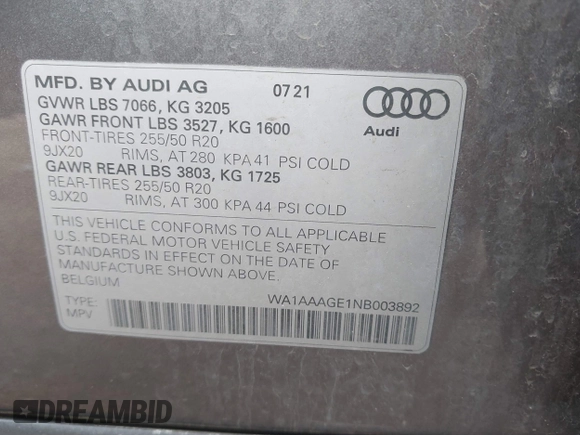 MFD. BY AUDI AG 07 21
GVWR LBS 7066, KG 3205
GAWR FRONT LBS 3527, KG 1600
FRONT-TIRES 255/50 R20
9JX20 RIMS, AT 280 KPA 41 PSI COLD
GAWR REAR LBS 3803, KG 1725
REAR-TIRES 255/50 R20
9JX20 RIMS, AT 300 KPA 44 PSI COLD
Audi
THIS VEHICLE CONFORMS TO ALL APPLICABLE
U.S. FEDERAL MOTOR VEHICLE SAFETY
STANDARDS IN EFFECT ON THE DATE OF
MANUFACTURE SHOWN ABOVE.
BELGIUM
WA1AAAGE1NB003892
TYPE:
MPV
DREAMBID